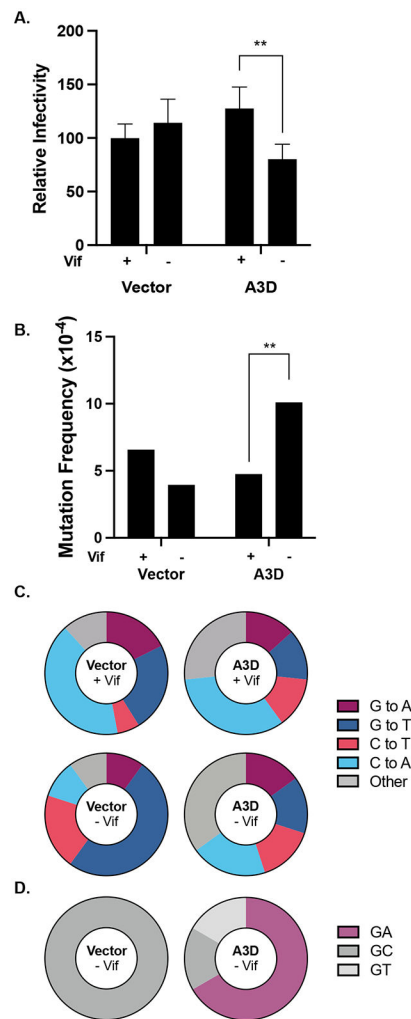 A.
Relative Infectivity
200
150
100
50
0
**
Vif + - + -
Vector A3D
B.
Mutation Frequency (x10-4)
15
10
5
0
**
Vif + - + -
Vector A3D
C.
Vector
+ Vif
A3D
+ Vif
Vector
- Vif
A3D
- Vif
G to A
G to T
C to T
C to A
Other
D.
Vector
- Vif
A3D
- Vif
GA
GC
GT